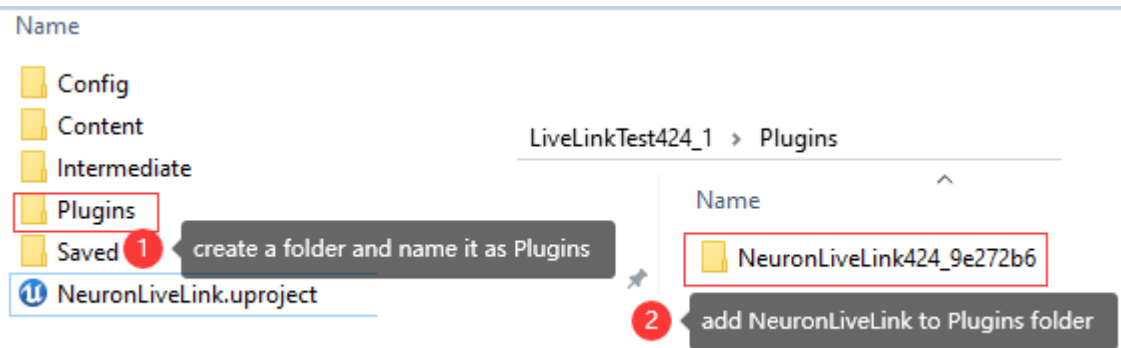 Name
Config
Content
Intermediate
Plugins
Saved
1 create a folder and name it as Plugins
NeuronLiveLink.uproject
LiveLinkTest424_1 > Plugins
Name
NeuronLiveLink424_9e272b6
2 add NeuronLiveLink to Plugins folder